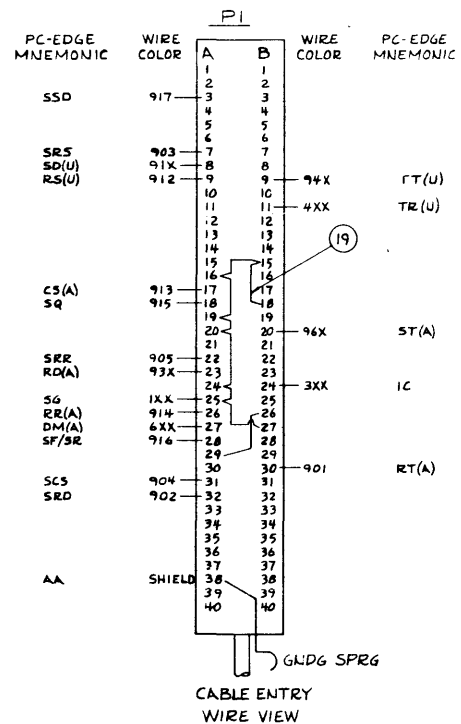 P1
PC-EDGE WIRE A B WIRE PC-EDGE
MNEMONIC COLOR COLOR MNEMONIC
1 1
2 2
SSD 917 3 3
4 4
5 5
6 6
SRS 903 7 7
SD(U) 91X 8 8
RS(U) 912 9 9 94X TT(U)
10 10
11 11 4XX TR(U)
12 12
13 13
14 14
15 15
16 16
CS(A) 913 17 17
SQ 915 18 18
19 19
20 20 96X ST(A)
21 21
SRR 905 22 22
RD(A) 93X 23 23
24 24 3XX IC
SG 1XX 25 25
RR(A) 914 26 26
DM(A) 6XX 27 27
SF/SR 916 28 28
29 29
30 30 901 RT(A)
SCS 904 31 31
SRD 902 32 32
33 33
34 34
35 35
36 36
37 37
AA SHIELD 38 38
39 39
40 40
19
GNDG SPRG
CABLE ENTRY
WIRE VIEW